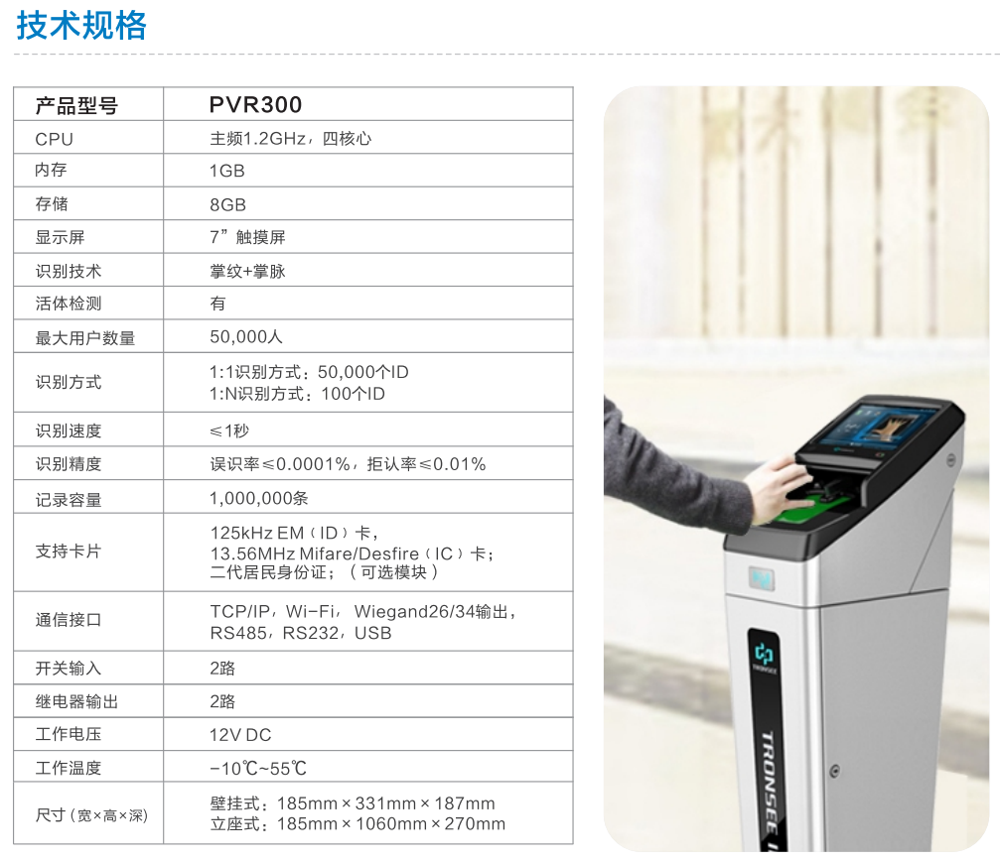 技术规格
产品型号 PVR300
CPU 主频1.2GHz，四核心
内存 1GB
存储 8GB
显示屏 7”触摸屏
识别技术 掌纹+掌脉
活体检测 有
最大用户数量 50,000人
识别方式 1:1识别方式：50,000个ID
1:N识别方式：100个ID
识别速度 ≤1秒
识别精度 误识率≤0.0001%，拒认率≤0.01%
记录容量 1,000,000条
支持卡片 125kHz EM（ID）卡，
13.56MHz Mifare/Desfire（IC）卡；
二代居民身份证；（可选模块）
通信接口 TCP/IP，Wi-Fi， Wiegand26/34输出，
RS485，RS232，USB
开关输入 2路
继电器输出 2路
工作电压 12V DC
工作温度 -10℃~55℃
尺寸（宽×高×深) 壁挂式：185mm×331mm×187mm
立座式：185mm×1060mm×270mm
TRONSEE
TRONSEE